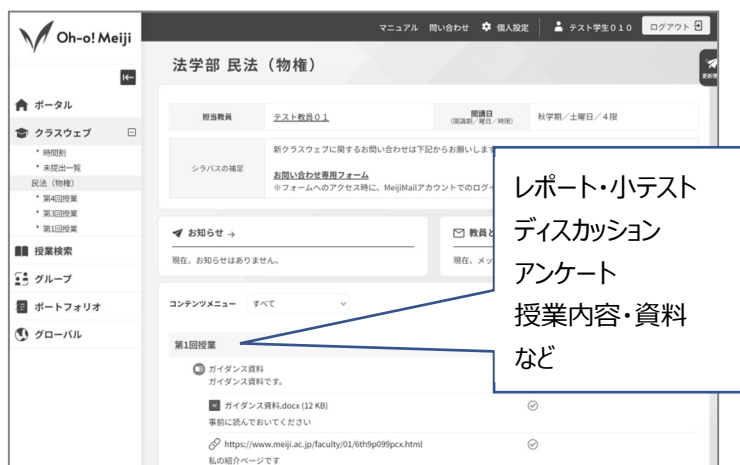 Oh-o! Meiji
マニュアル 問い合わせ 個人設定 テスト学生010 ログアウト
法学部 民法（物権）
ポータル
クラスウェブ
・時間割
・未提出一覧
民法（物権）
・第4回授業
・第3回授業
・第1回授業
授業検索
グループ
ポートフォリオ
グローバル
担当教員 テスト教員01 開講日 秋学期／土曜日／4限
（開講期／曜日／時限）
シラバスの補足
新クラスウェブに関するお問い合わせは下記からお願いしま
お問い合わせ専用フォーム
※フォームへのアクセス時に、MeijiMailアカウントでのログイ
お知らせ →
現在、お知らせはありません。
教員と
現在、メッ
コンテンツメニュー すべて
第1回授業
ガイダンス資料
ガイダンス資料です。
ガイダンス資料.docx (12 KB)
事前に読んでおいてください
https://www.meiji.ac.jp/faculty/01/6th9p099pcx.html
私の紹介ページです
レポート・小テスト
ディスカッション
アンケート
授業内容・資料
など